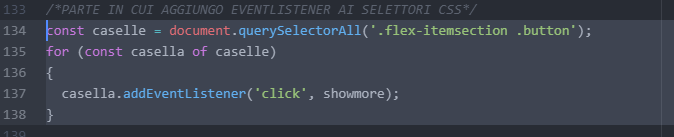 133 /*PARTE IN CUI AGGIUNGO EVENTLISTENER AI SELETTORI CSS*/
134 const caselle = document.querySelectorAll('.flex-itemsection .button');
135 for (const casella of caselle)
136 {
137 casella.addEventListener('click', showmore);
138 }
139